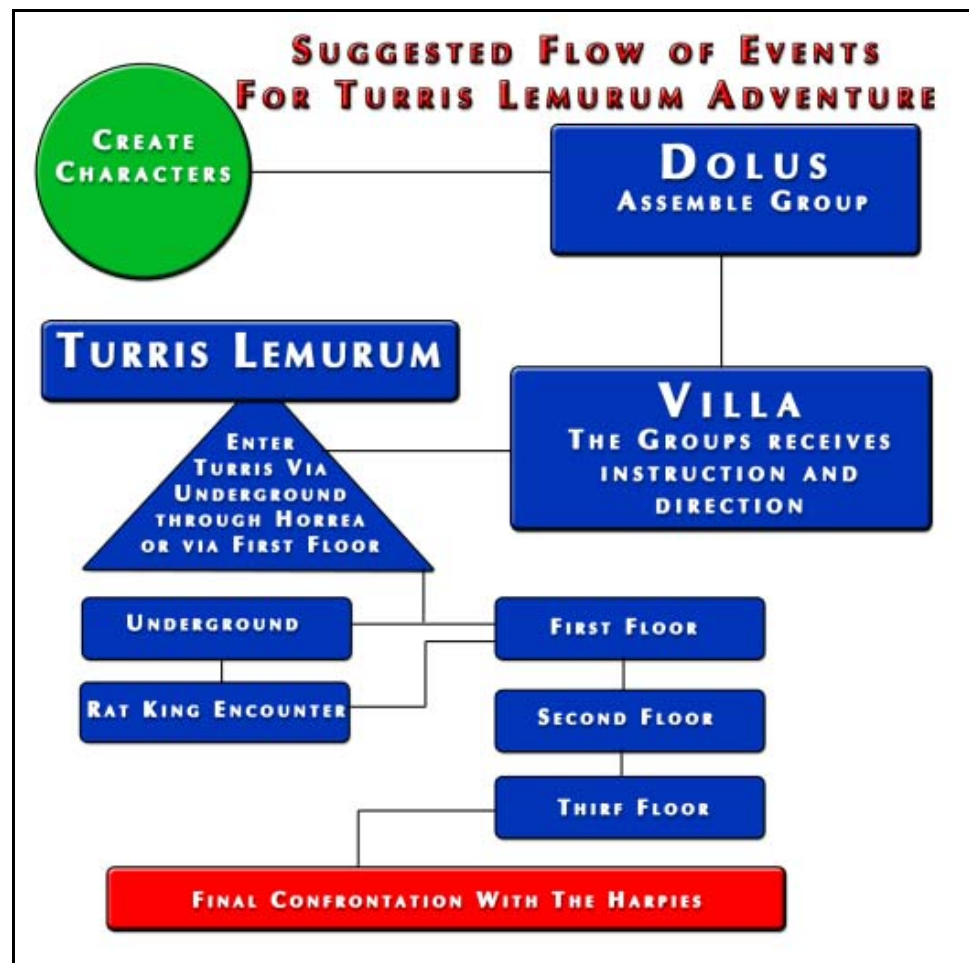 Suggested Flow of Events
For Turris Lemurum Adventure
Create
Characters
Dolus
Assemble Group
Turris Lemurum
Villa
The Groups receives
instruction and
direction
Enter
Turris Via
Underground
through Horrea
or via First Floor
Underground
First Floor
Rat King Encounter
Second Floor
Thirf Floor
Final Confrontation With The Harpies